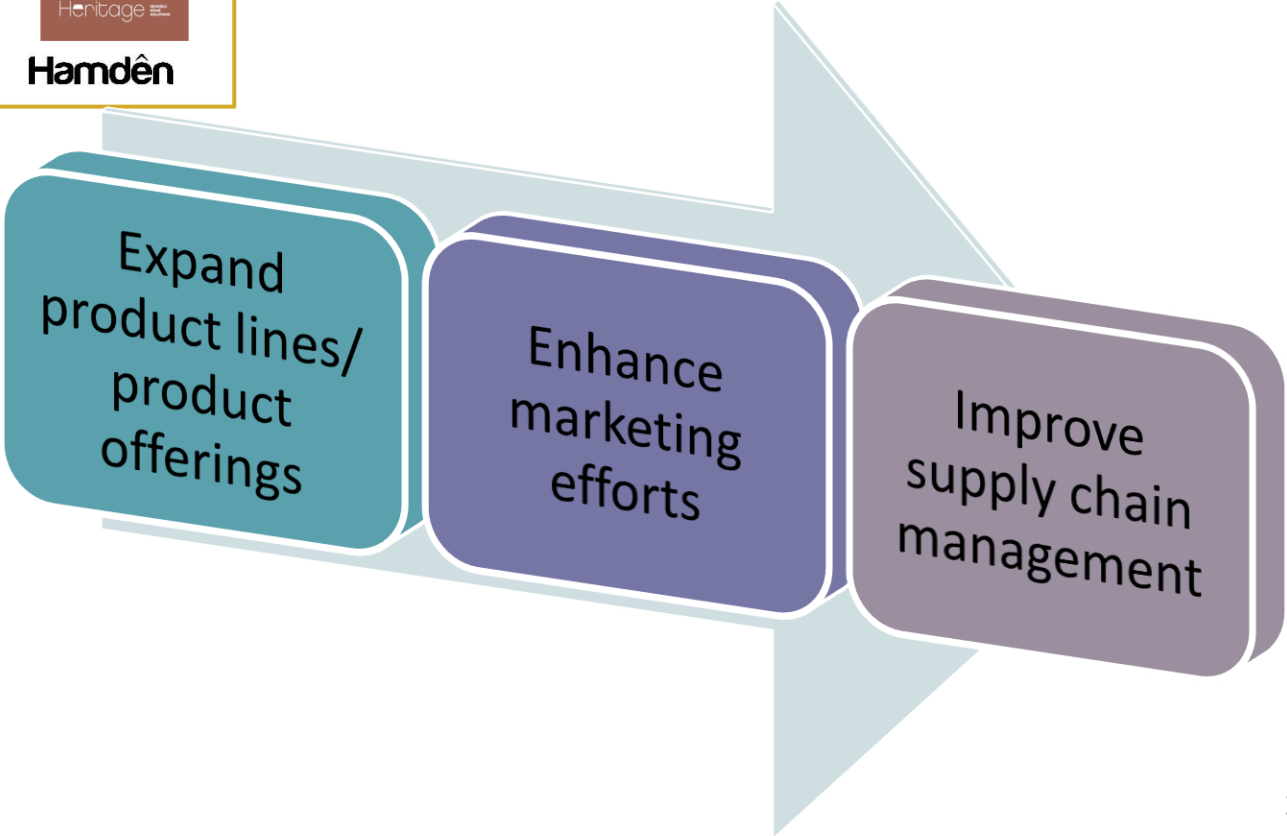 Heritage
Hamdên
Expand
product lines/
product
offerings
Enhance
marketing
efforts
Improve
supply chain
management